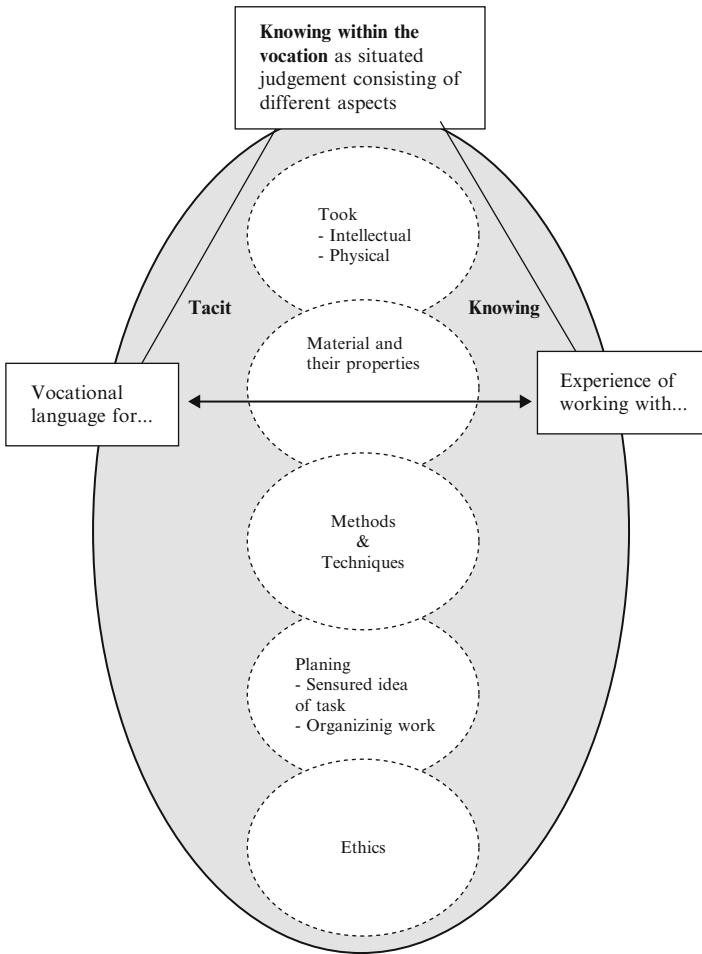 Knowing within the
vocation as situated
judgement consisting of
different aspects
Took
- Intellectual
- Physical
Tacit
Knowing
Material and
their properties
Vocational
language for...
Experience of
working with...
Methods
&
Techniques
Planing
- Sensured idea
of task
- Organizinig work
Ethics